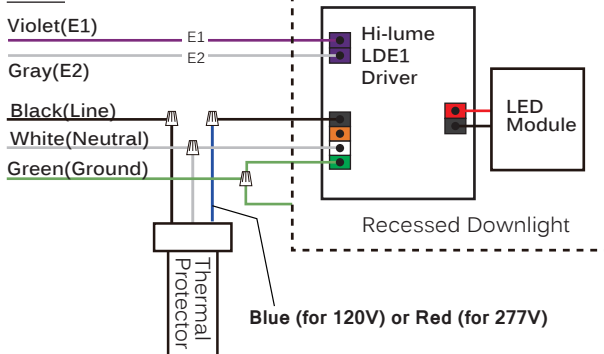 Violet(E1)
E1
E2
Gray(E2)
Black(Line)
White(Neutral)
Green(Ground)
Hi-lume
LDE1
Driver
LED
Module
Recessed Downlight
Thermal
Protector
Blue (for 120V) or Red (for 277V)